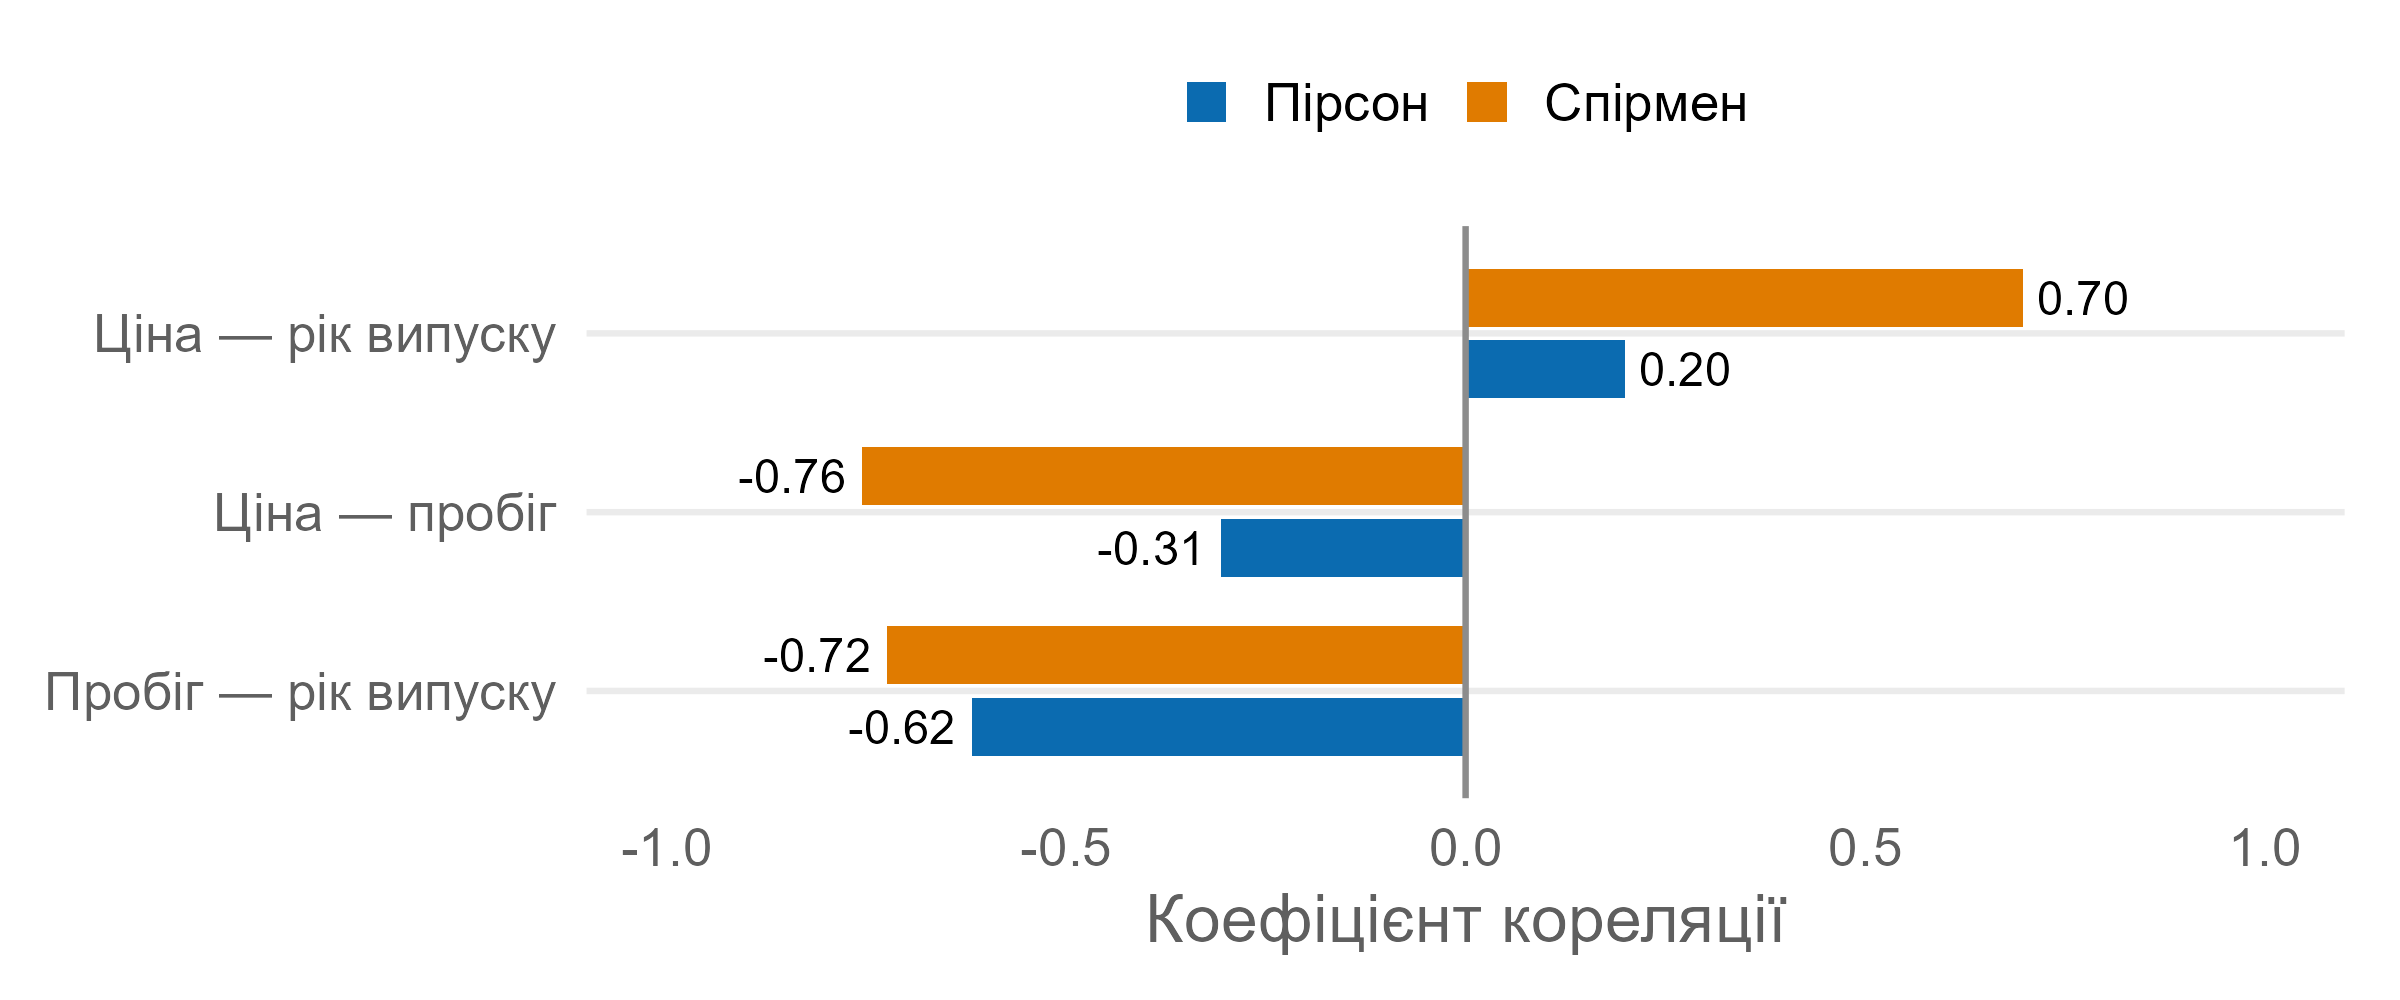 Пірсон Спірмен
Ціна — рік випуску
0.70
0.20
Ціна — пробіг
-0.76
-0.31
Пробіг — рік випуску
-0.72
-0.62
-1.0 -0.5 0.0 0.5 1.0
Коефіцієнт кореляції